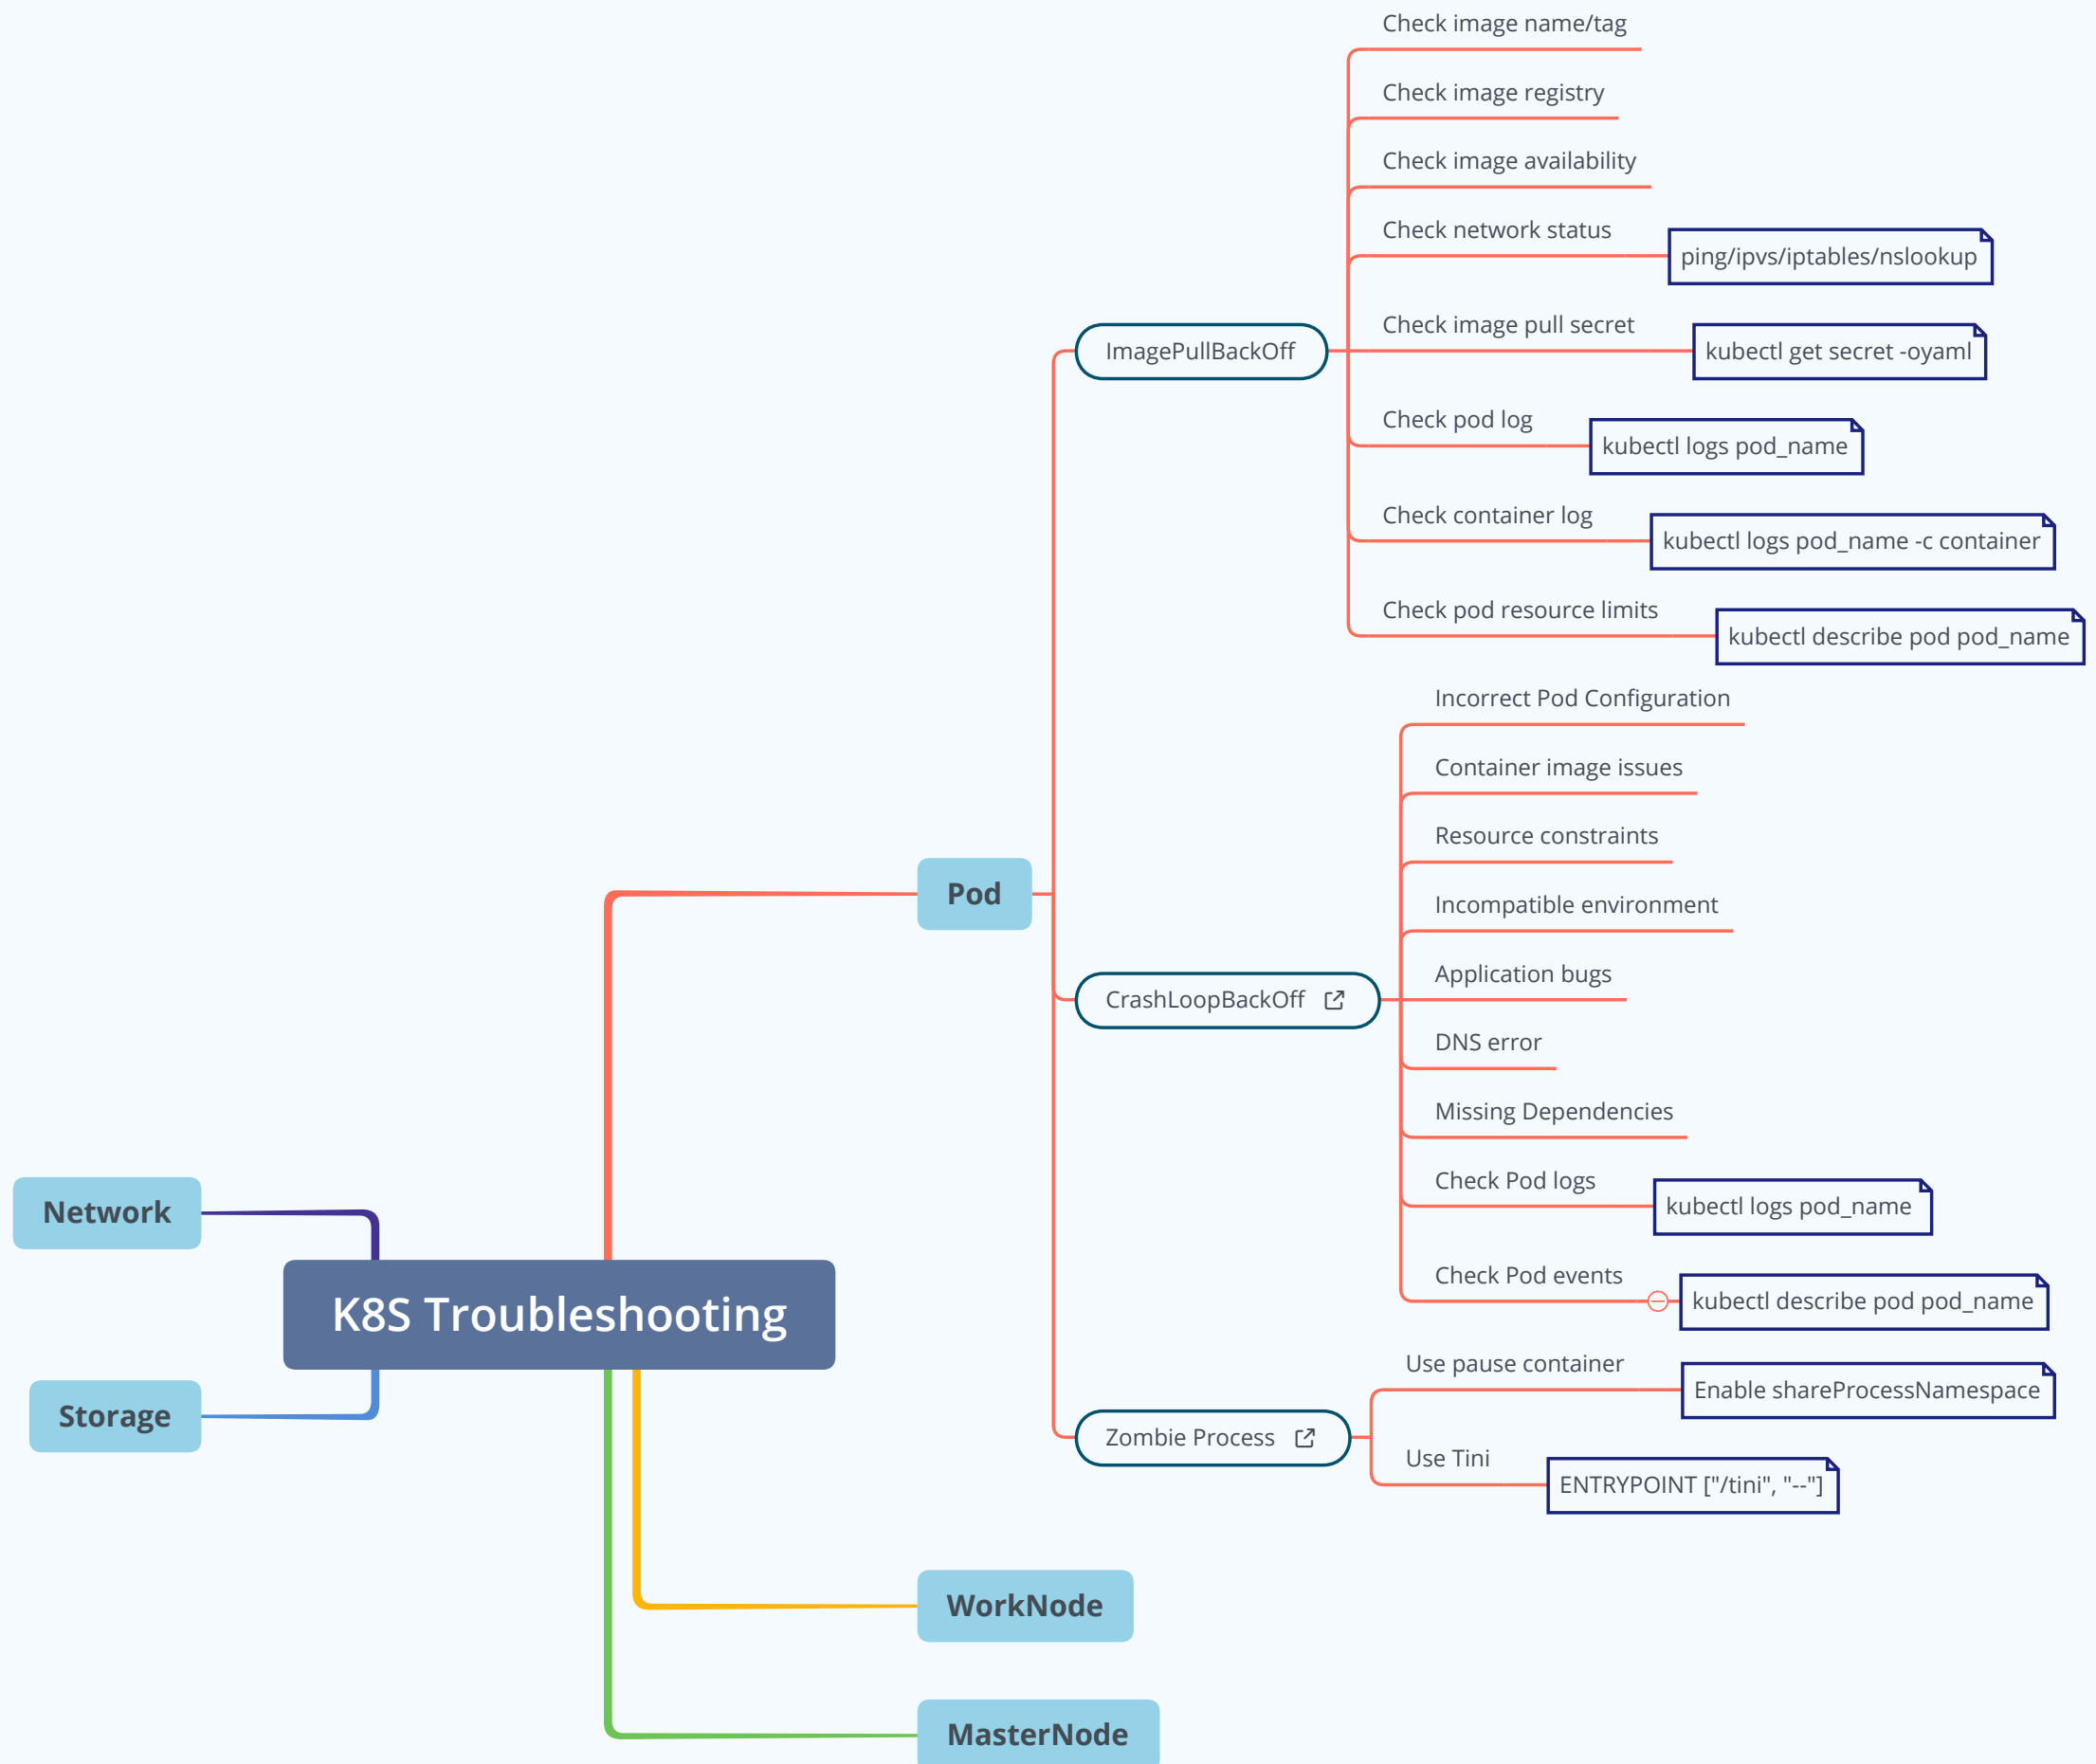 Check image name/tag
Check image registry
Check image availability
Check network status
ping/ipvs/iptables/nslookup
Check image pull secret
kubectl get secret -oyaml
ImagePullBackOff
Check pod log
kubectl logs pod_name
Check container log
kubectl logs pod_name -c container
Check pod resource limits
kubectl describe pod pod_name
Incorrect Pod Configuration
Container image issues
Resource constraints
Pod
Incompatible environment
Application bugs
CrashLoopBackOff
DNS error
Missing Dependencies
Check Pod logs
kubectl logs pod_name
Network
Check Pod events
kubectl describe pod pod_name
K8S Troubleshooting
Use pause container
Enable shareProcessNamespace
Storage
Zombie Process
Use Tini
ENTRYPOINT ["/tini", "--"]
WorkNode
MasterNode